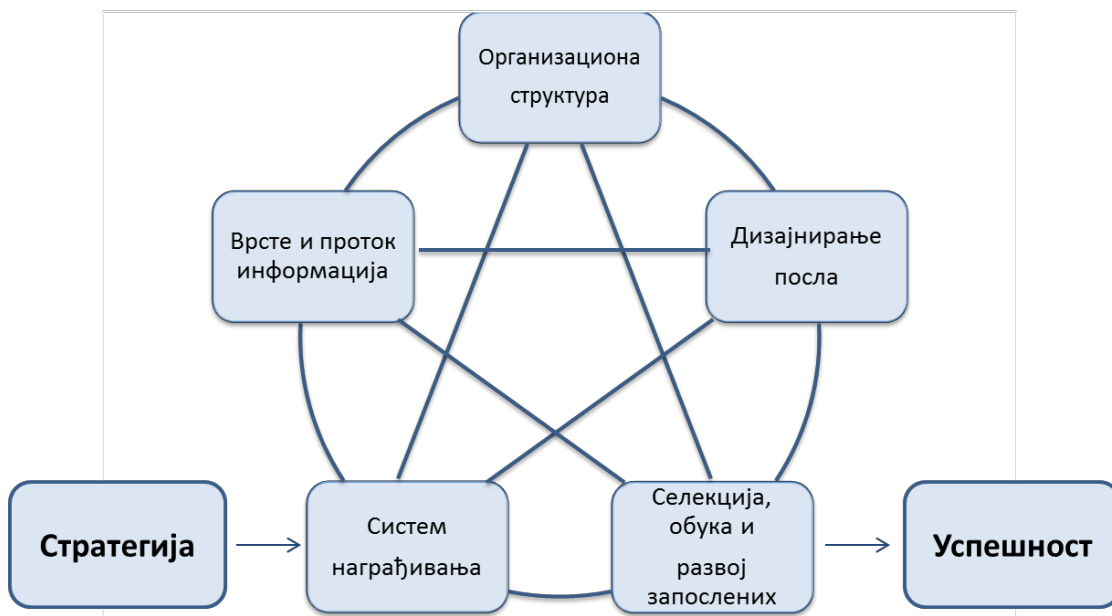 Организациона
структура
Врсте и проток
информација
Дизајнирање
посла
Стратегија
Систем
награђивања
Селекција,
обука и
развој
запослених
Успешност